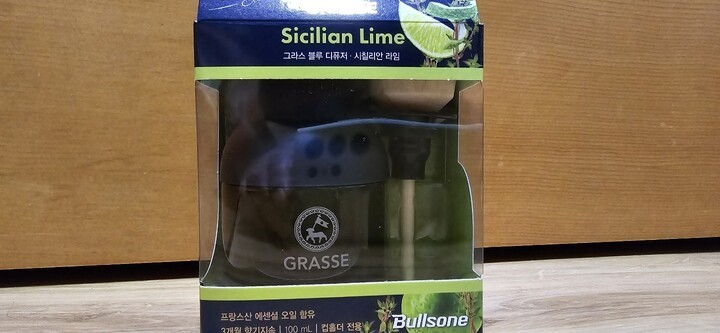 Sicilian Lime
그라스 블루 디퓨저 · 시칠리안 라임
GRASSE
프랑스산 에센셜 오일 함유
3개월 향기지속 | 100 mL | 컵홀더 전용
Bullsone